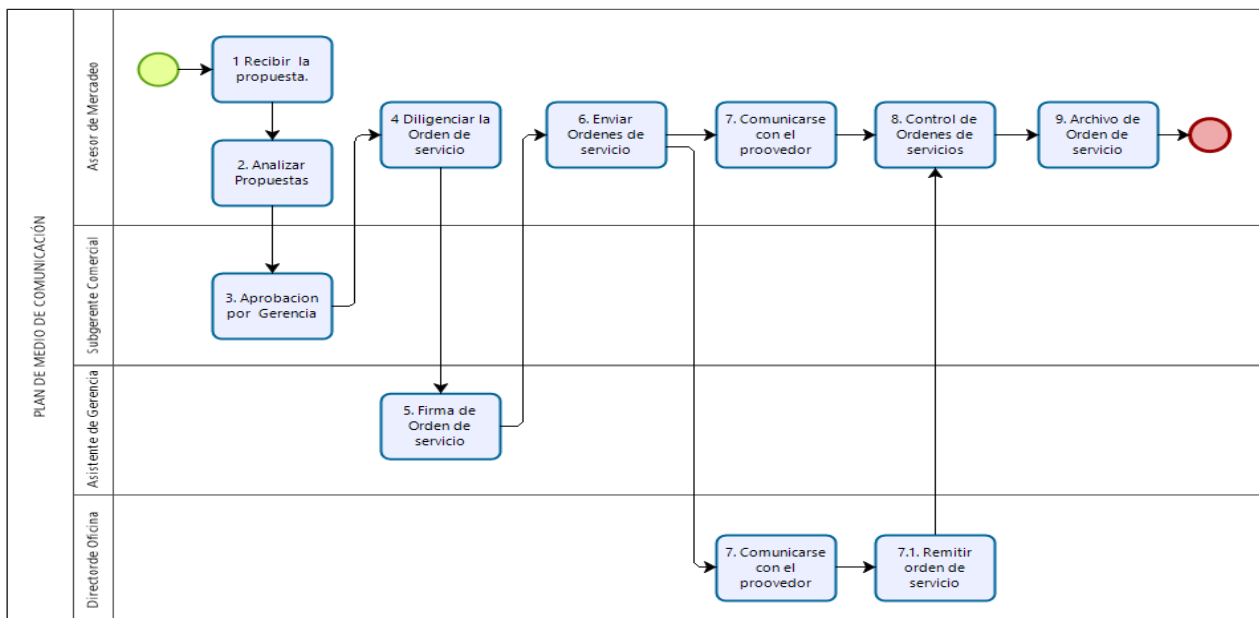 PLAN DE MEDIO DE COMUNICACIÓN
Asesor de Mercadeo
1 Recibir la
propuesta.
2. Analizar
Propuestas
4 Diligenciar la
Orden de
servicio
6. Enviar
Ordenes de
servicio
7. Comunicarse
con el
proovedor
8. Control de
Ordenes de
servicios
9. Archivo de
Orden de
servicio
Subgerente Comercial
3. Aprobacion
por Gerencia
Asistente de Gerencia
5. Firma de
Orden de
servicio
Directorde Oficina
7. Comunicarse
con el
proovedor
7.1. Remitir
orden de
servicio